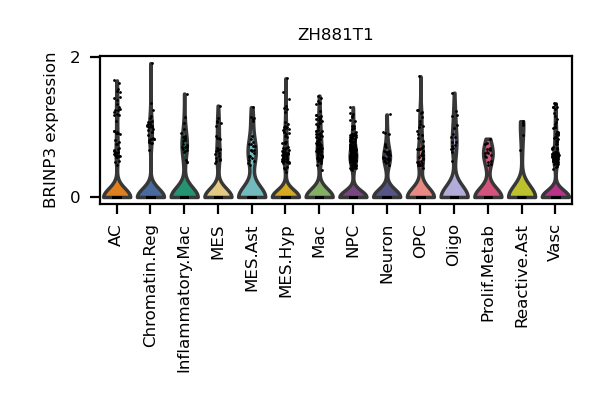 ZH881T1
BRINP3 expression
2
0
AC
Chromatin.Reg
Inflammatory.Mac
MES
MES.Ast
MES.Hyp
Mac
NPC
Neuron
OPC
Oligo
Prolif.Metab
Reactive.Ast
Vasc